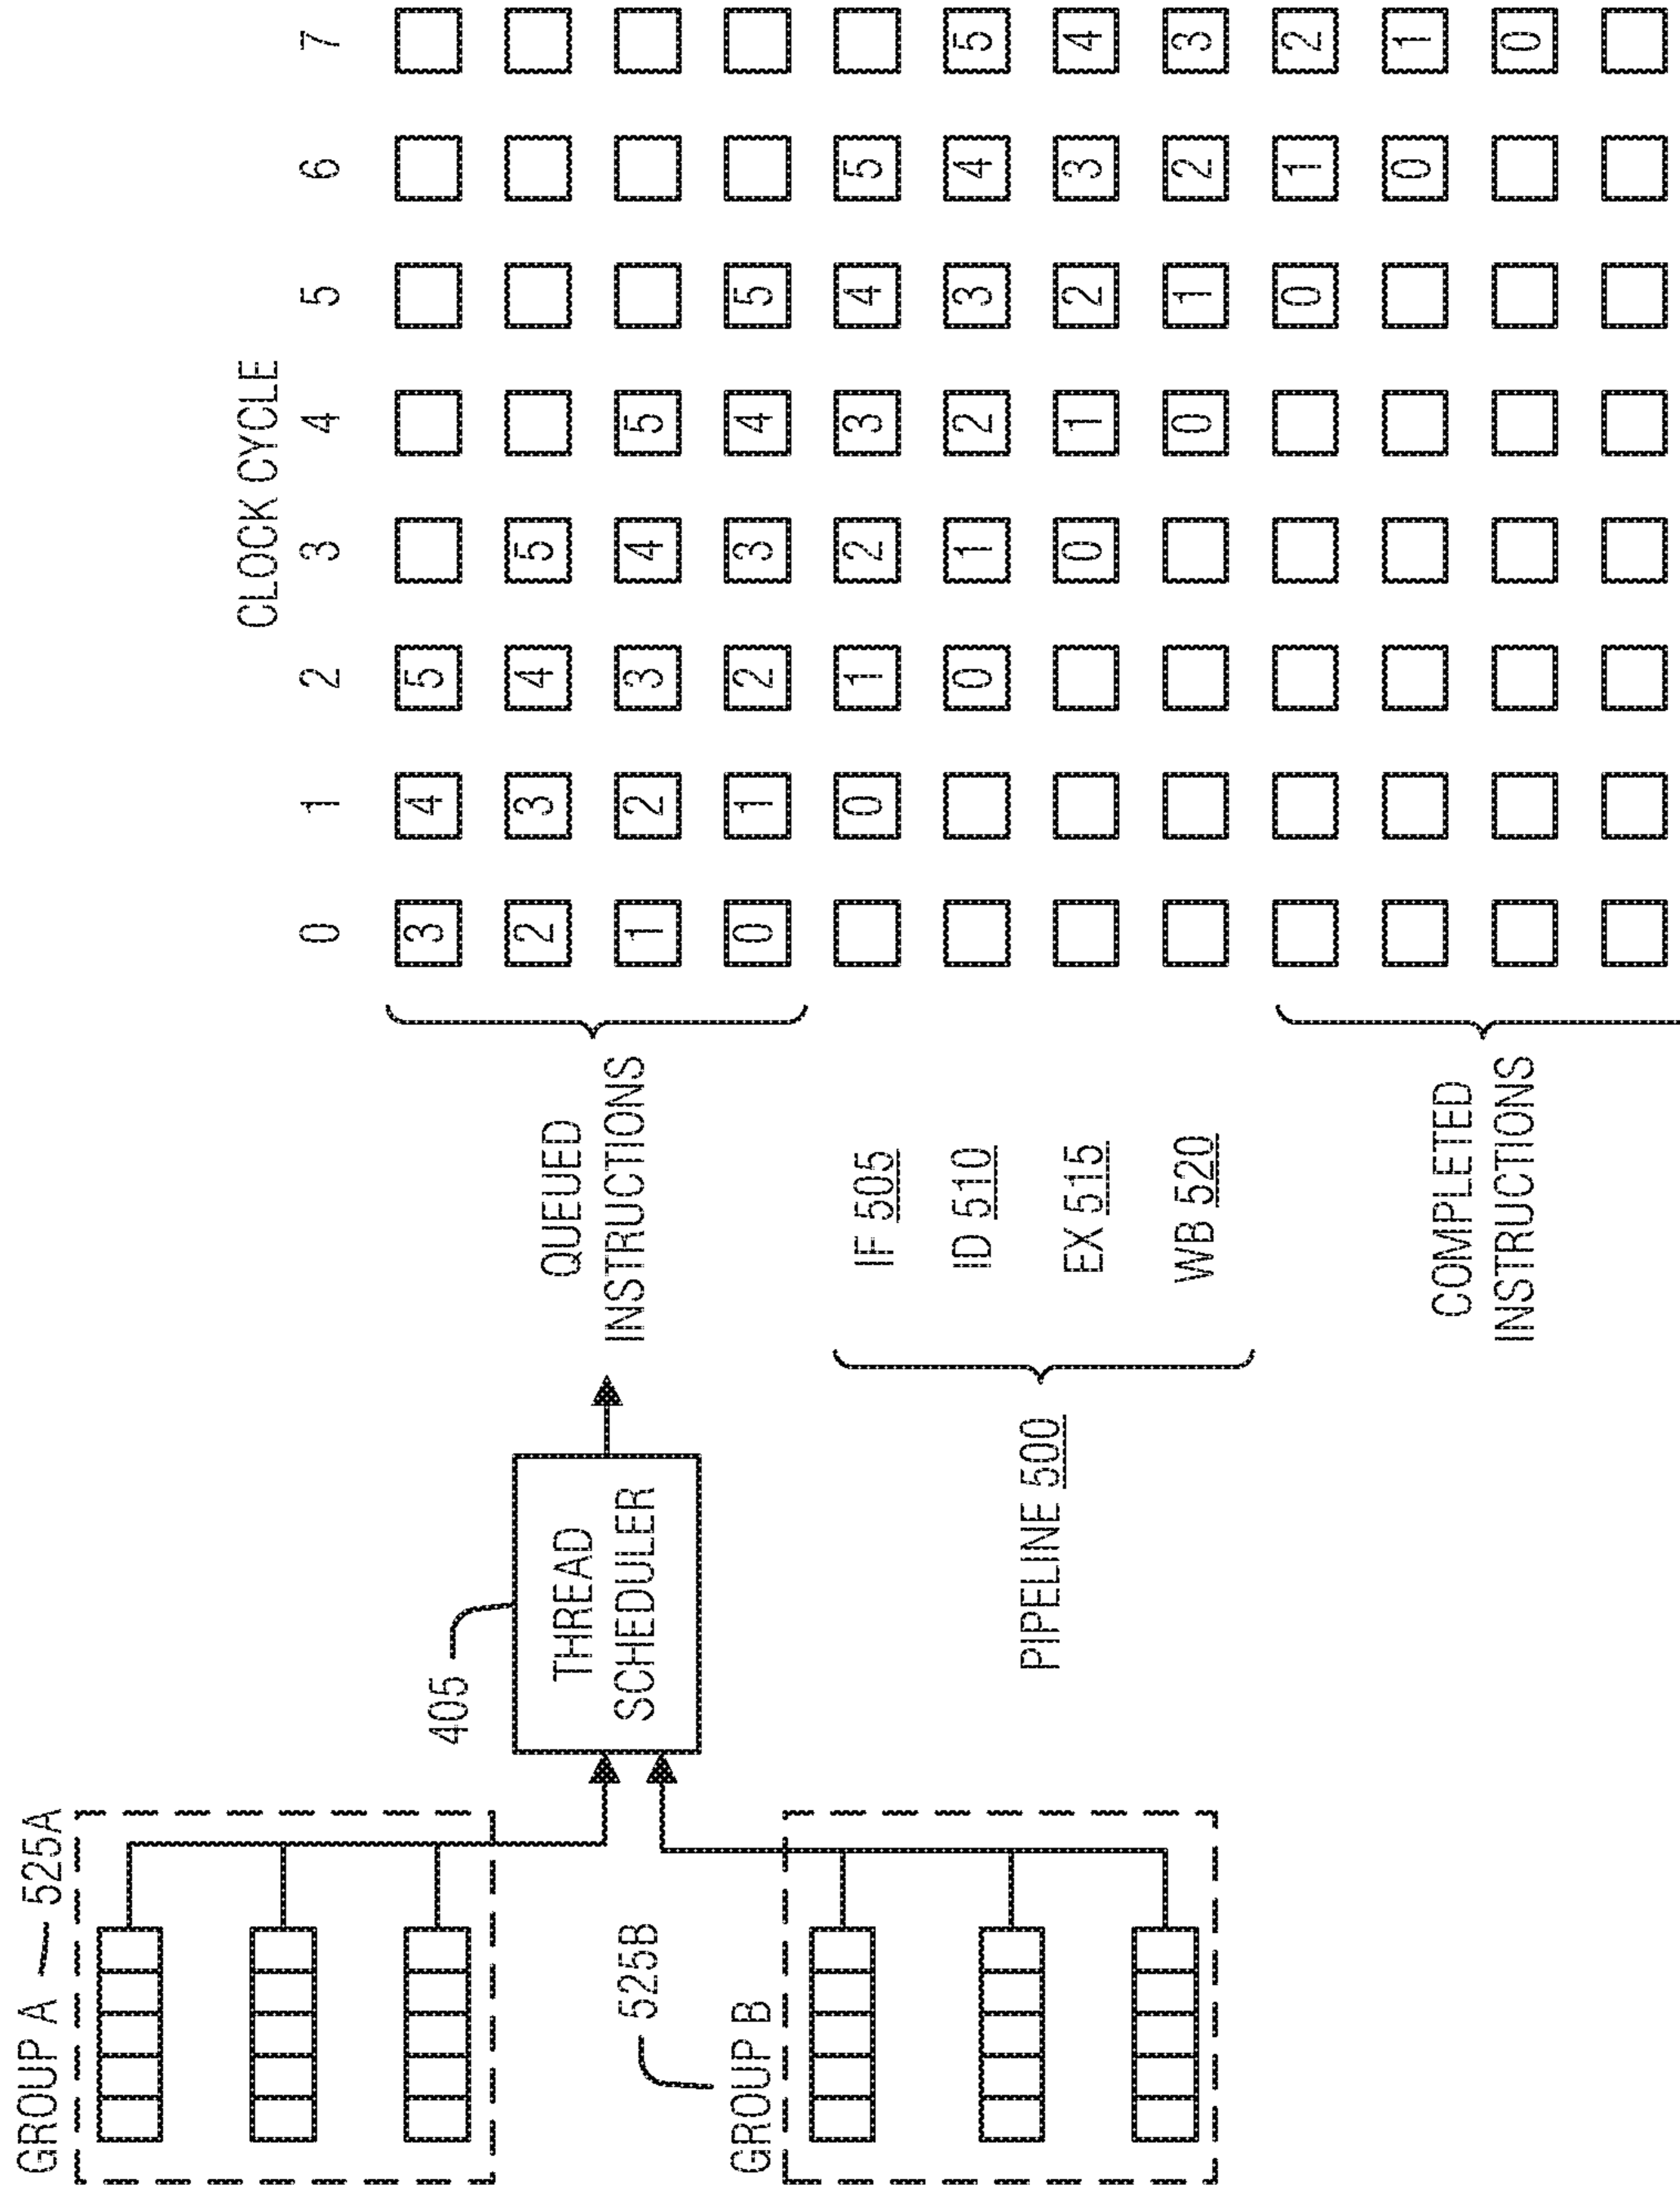 CLOCK CYCLE
0 1 2 3 4 5 6 7
GROUP A 525A
525B
GROUP B
405
THREAD
SCHEDULER
QUEUED
INSTRUCTIONS
3 4 5
2 3 4 5
1 2 3 4 5
0 1 2 3 4 5
PIPELINE 500
IF 505
0 1 2 3 4 5
ID 510
0 1 2 3 4 5
EX 515
0 1 2 3 4
WB 520
0 1 2 3
COMPLETED
INSTRUCTIONS
0 1 2
0 1
0